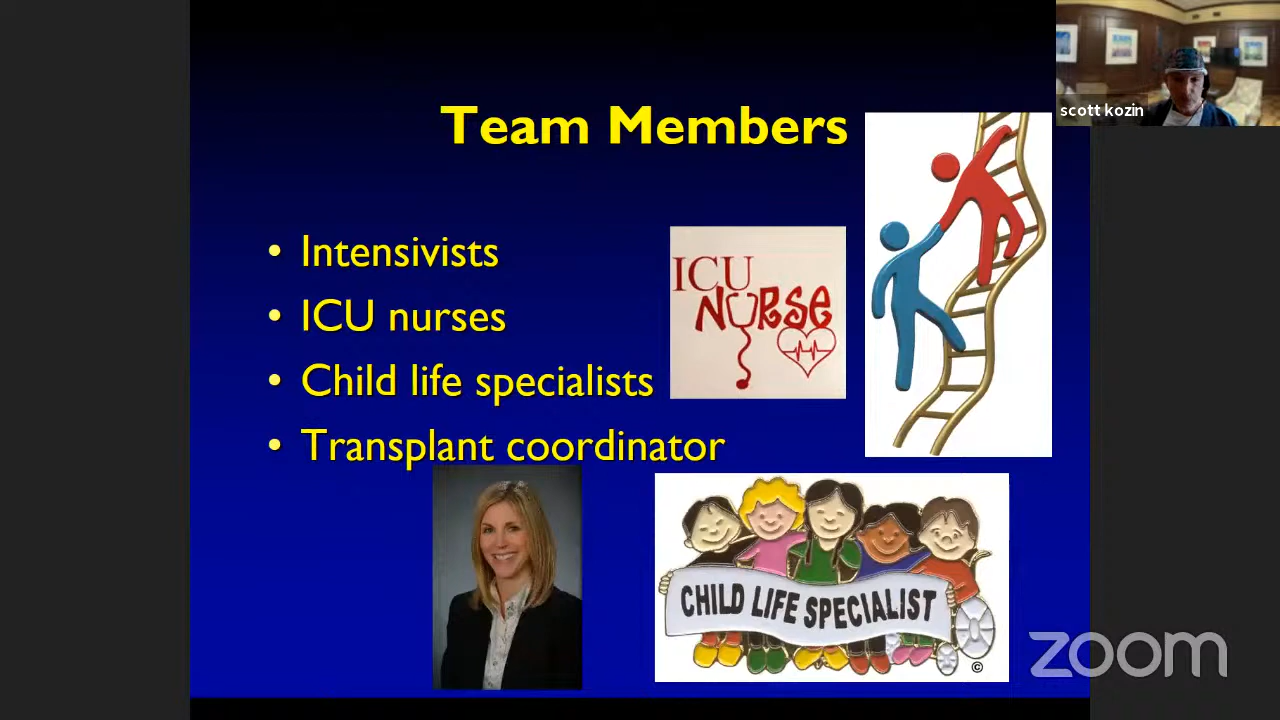 scott kozin
Team Members
• Intensivists
• ICU nurses
• Child life specialists
• Transplant coordinator
ICU
NURSE
CHILD LIFE SPECIALIST
©
zoom